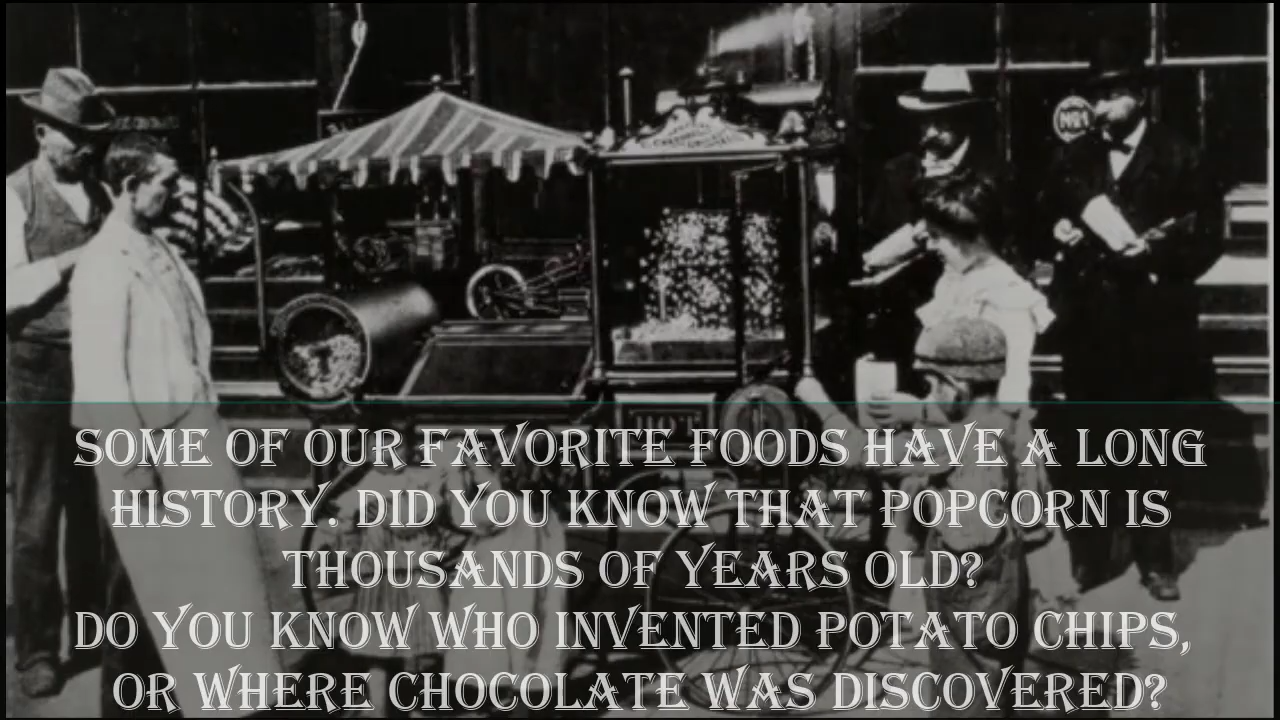 SOME OF OUR FAVORITE FOODS HAVE A LONG
HISTORY. DID YOU KNOW THAT POPCORN IS
THOUSANDS OF YEARS OLD?
DO YOU KNOW WHO INVENTED POTATO CHIPS,
OR WHERE CHOCOLATE WAS DISCOVERED?